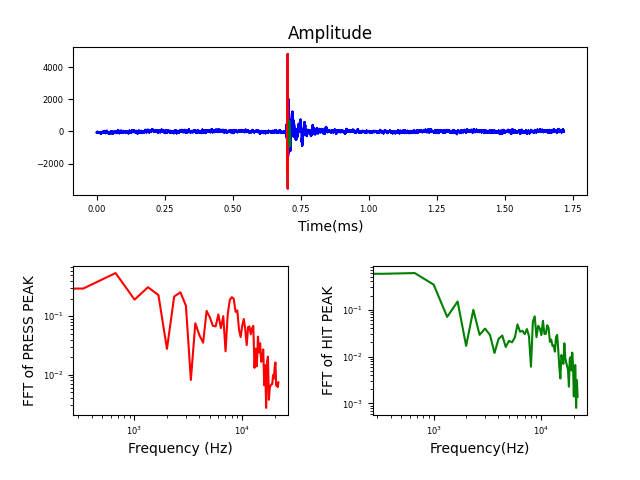 Amplitude
4000
2000
0
−2000
0.00 0.25 0.50 0.75 1.00 1.25 1.50 1.75
Time(ms)
FFT of PRESS PEAK
10⁻¹
10⁻²
10³ 10⁴
Frequency (Hz)
FFT of HIT PEAK
10⁻¹
10⁻²
10⁻³
10³ 10⁴
Frequency(Hz)